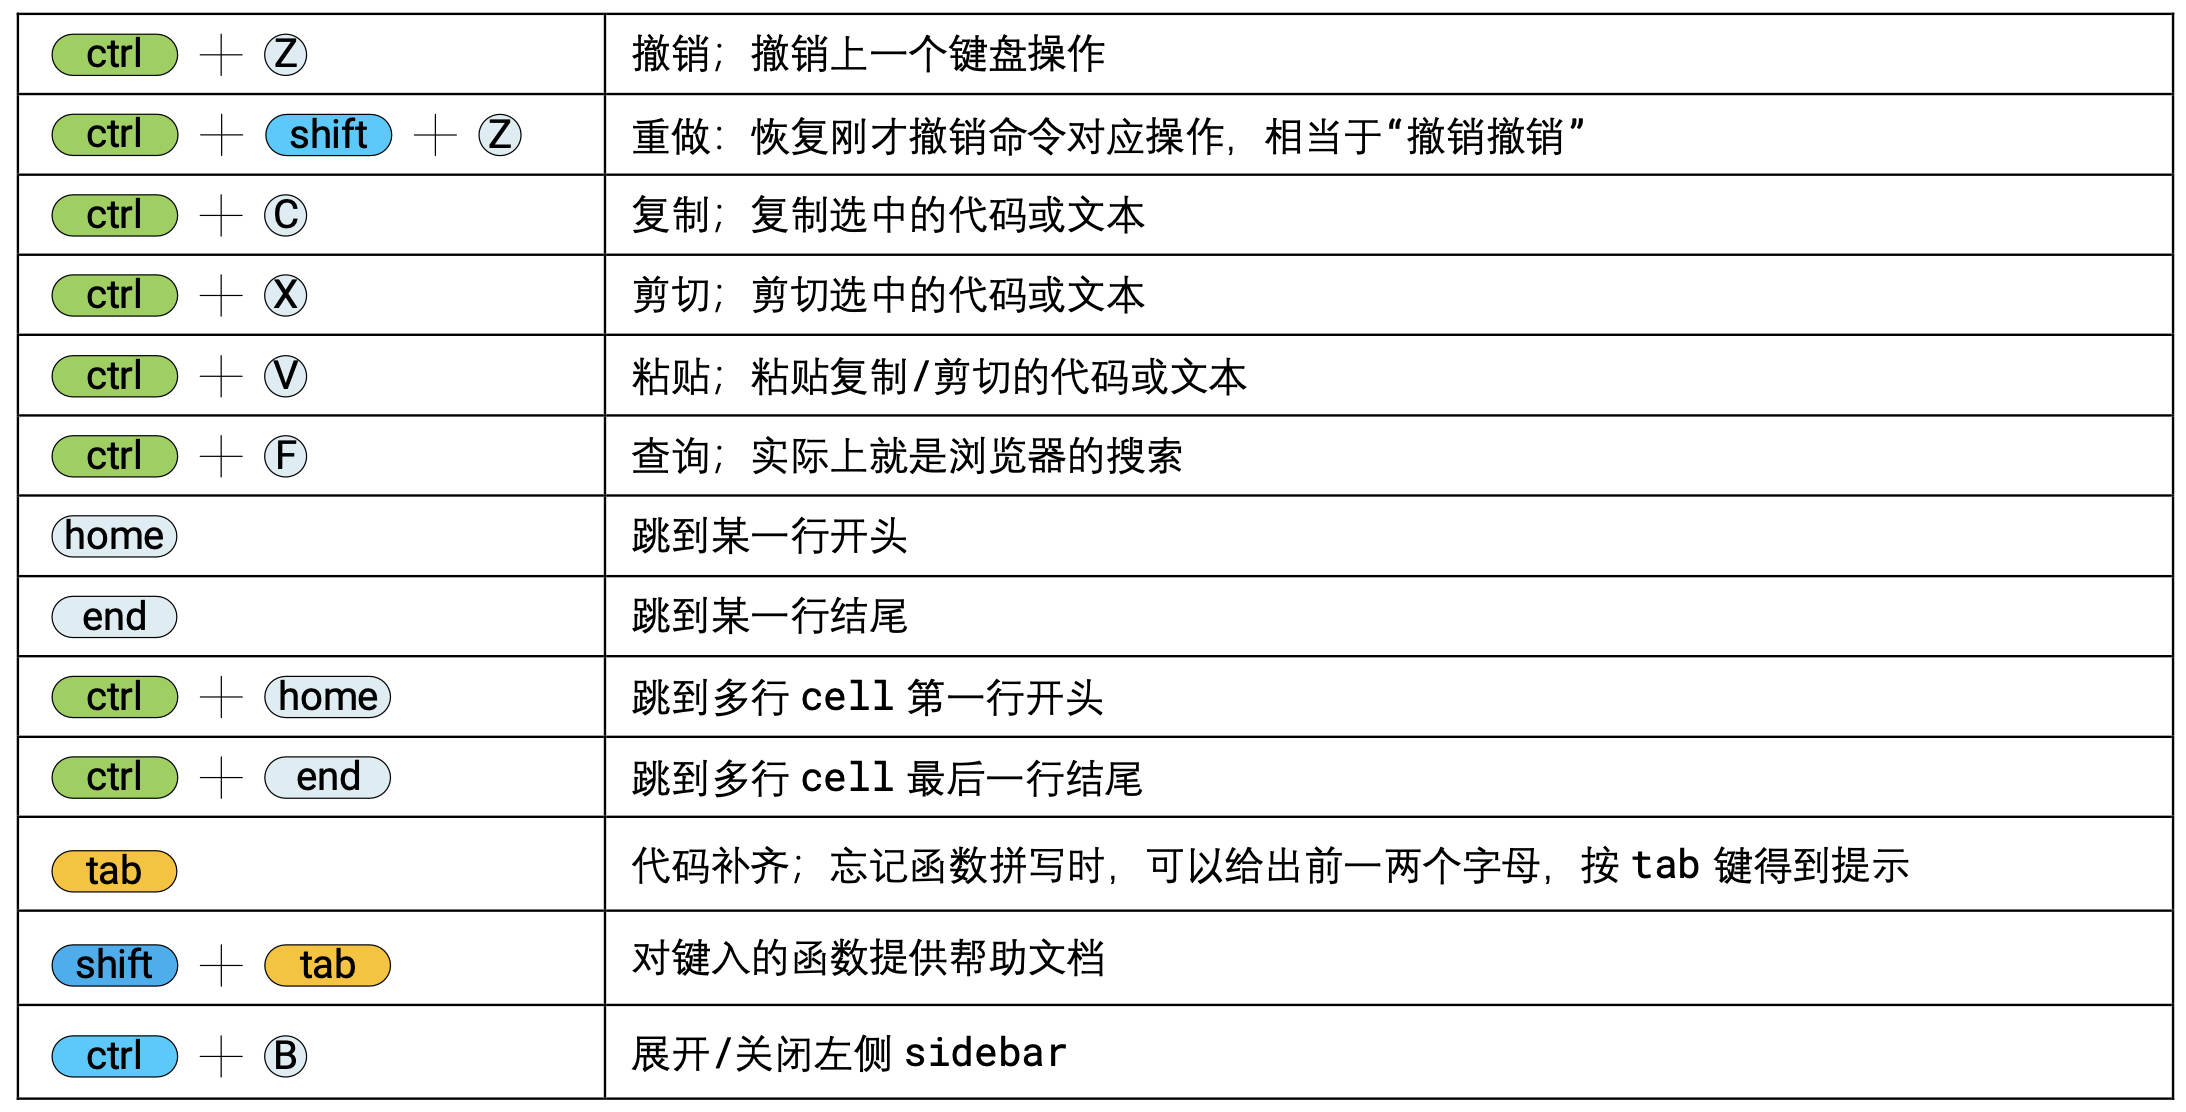 ctrl + Z 撤销；撤销上一个键盘操作
ctrl + shift + Z 重做：恢复刚才撤销命令对应操作，相当于“撤销撤销”
ctrl + C 复制；复制选中的代码或文本
ctrl + X 剪切；剪切选中的代码或文本
ctrl + V 粘贴；粘贴复制/剪切的代码或文本
ctrl + F 查询；实际上就是浏览器的搜索
home 跳到某一行开头
end 跳到某一行结尾
ctrl + home 跳到多行 cell 第一行开头
ctrl + end 跳到多行 cell 最后一行结尾
tab 代码补齐；忘记函数拼写时，可以给出前一两个字母，按 tab 键得到提示
shift + tab 对键入的函数提供帮助文档
ctrl + B 展开/关闭左侧 sidebar